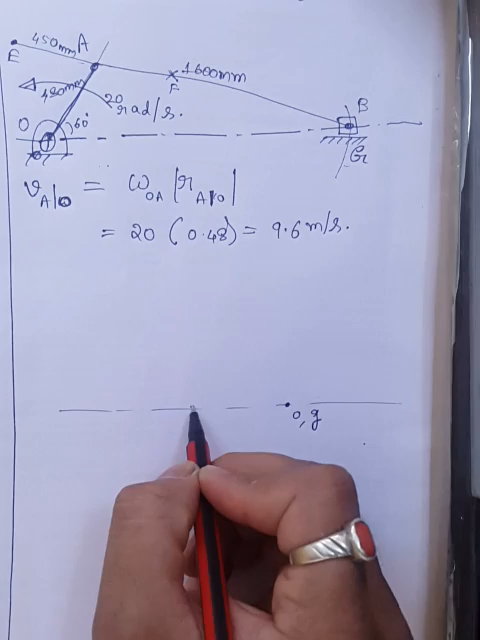 450mm A
E
1600mm
F
480mm
20 rad/s.
O
60°
B
G
v_A/o = ω_OA |r_A/o|
= 20 (0.48) = 9.6 m/s.
o, g